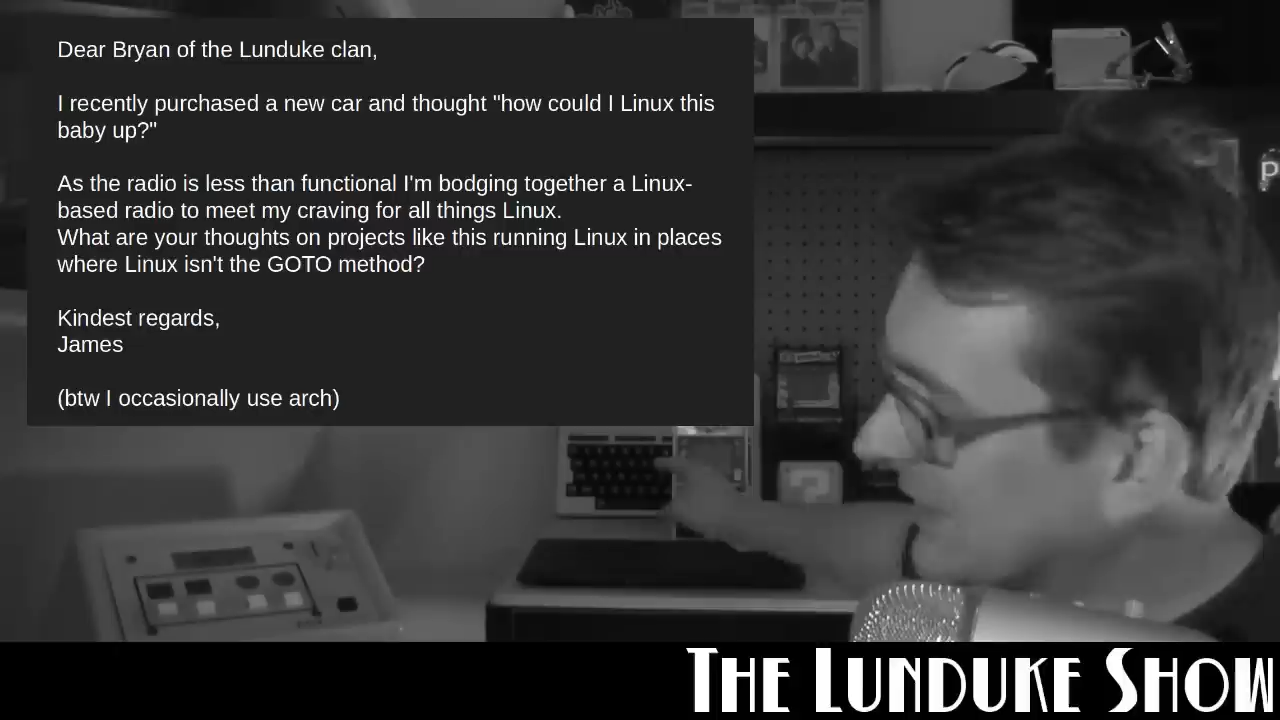 Dear Bryan of the Lunduke clan,
I recently purchased a new car and thought "how could I Linux this
baby up?"
As the radio is less than functional I'm bodging together a Linux-
based radio to meet my craving for all things Linux.
What are your thoughts on projects like this running Linux in places
where Linux isn't the GOTO method?
Kindest regards,
James
(btw I occasionally use arch)
P
?
THE LUNDUKE SHOW